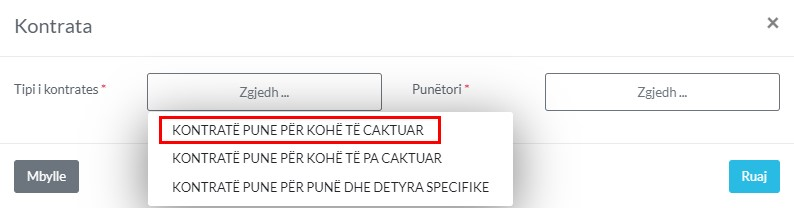 Kontrata ×
Tipi i kontrates * Zgjedh ... Punëtori * Zgjedh ...
KONTRATË PUNE PËR KOHË TË CAKTUAR
KONTRATË PUNE PËR KOHË TË PA CAKTUAR
KONTRATË PUNE PËR PUNË DHE DETYRA SPECIFIKE
Mbylle Ruaj